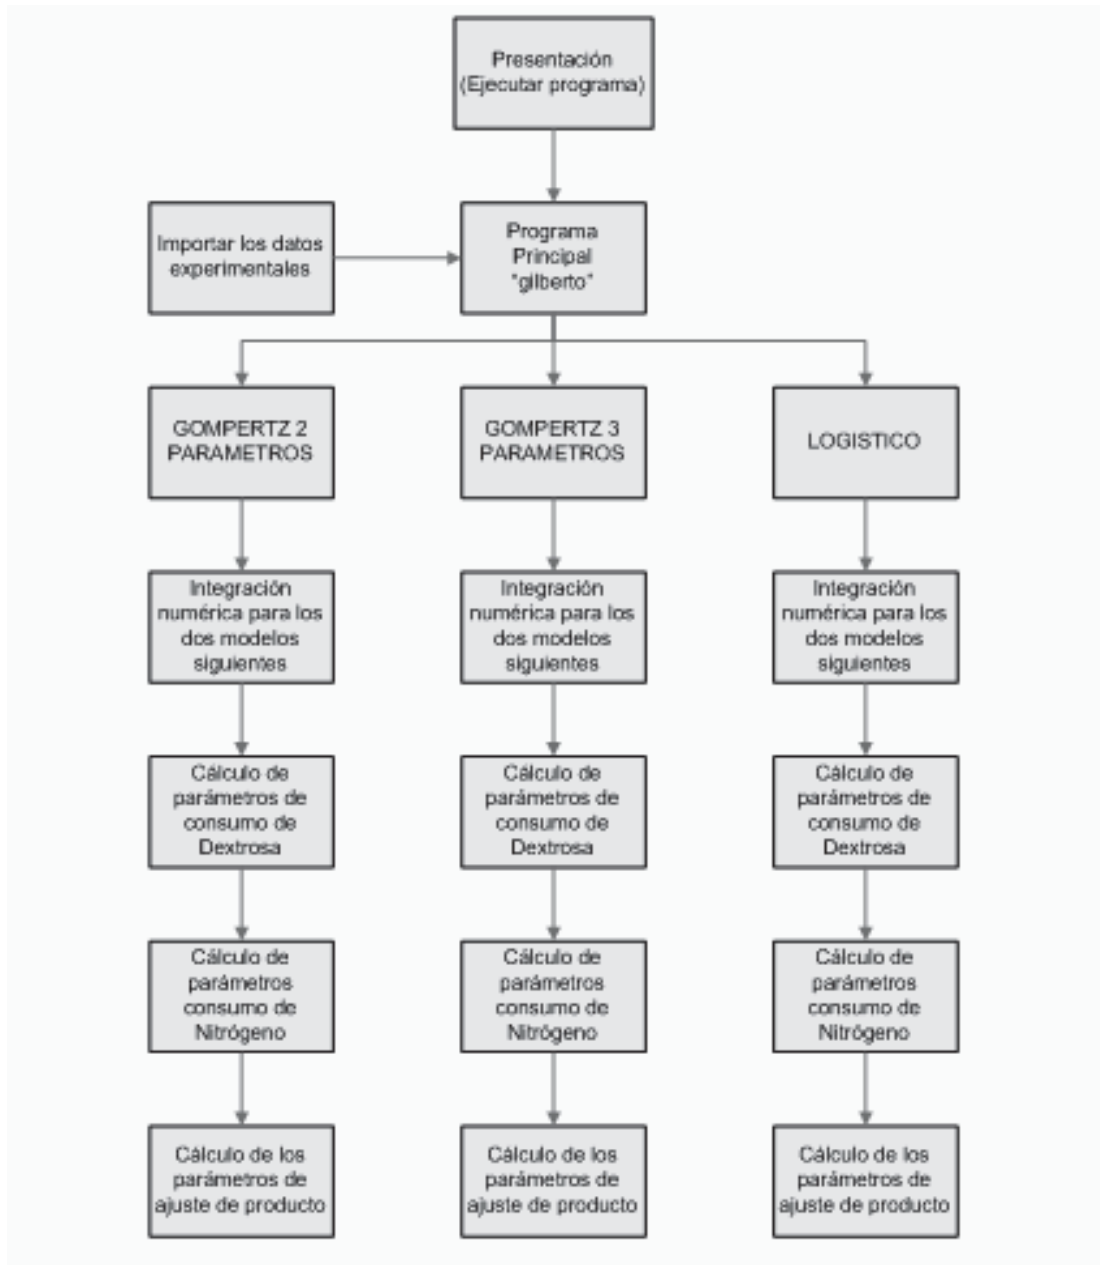 Presentación
(Ejecutar programa)
Importar los datos
experimentales
Programa
Principal
"gilberto"
GOMPERTZ 2
PARAMETROS
GOMPERTZ 3
PARAMETROS
LOGISTICO
Integración
numérica para los
dos modelos
siguientes
Integración
numérica para los
dos modelos
siguientes
Integración
numérica para los
dos modelos
siguientes
Cálculo de
parámetros de
consumo de
Dextrosa
Cálculo de
parámetros de
consumo de
Dextrosa
Cálculo de
parámetros de
consumo de
Dextrosa
Cálculo de
parámetros
consumo de
Nitrógeno
Cálculo de
parámetros
consumo de
Nitrógeno
Cálculo de
parámetros
consumo de
Nitrógeno
Cálculo de los
parámetros de
ajuste de producto
Cálculo de los
parámetros de
ajuste de producto
Cálculo de los
parámetros de
ajuste de producto